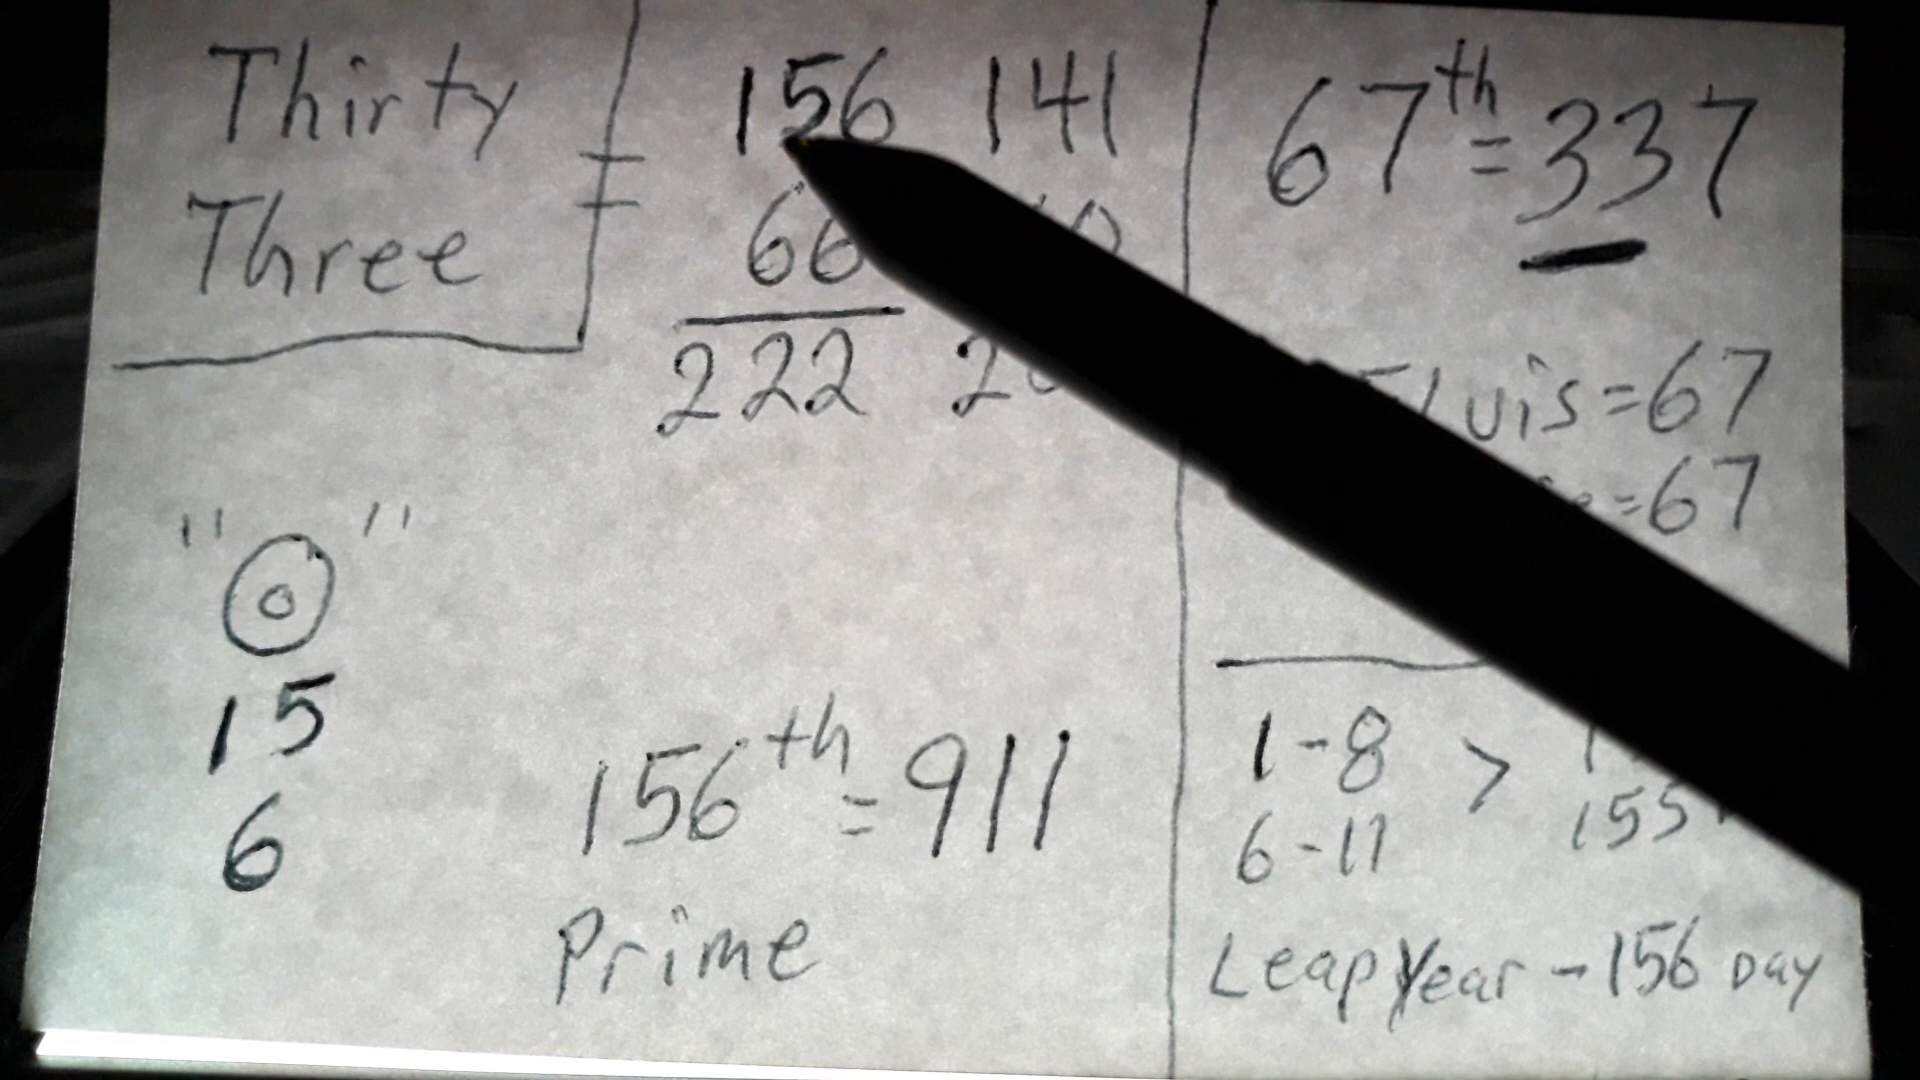 Thirty
Three
=
156 141
66
222
67th = 337
Luis = 67
= 67
" O "
15
6
156th = 911
Prime
1-8 >
6-11
155
Leap Year - 156 Day